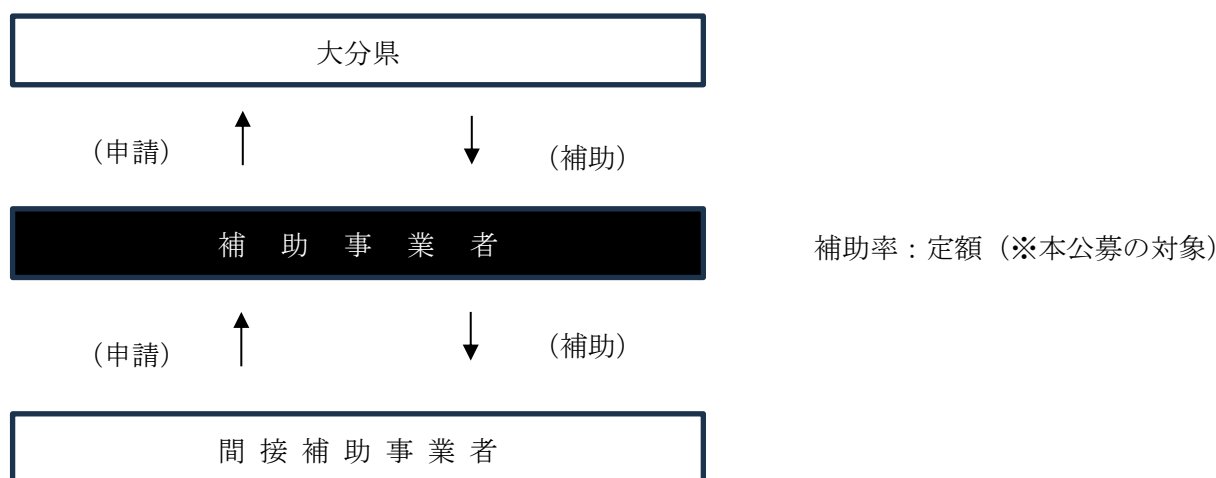 大分県
（申請）
（補助）
補助事業者
補助率：定額（※本公募の対象）
（申請）
（補助）
間接補助事業者